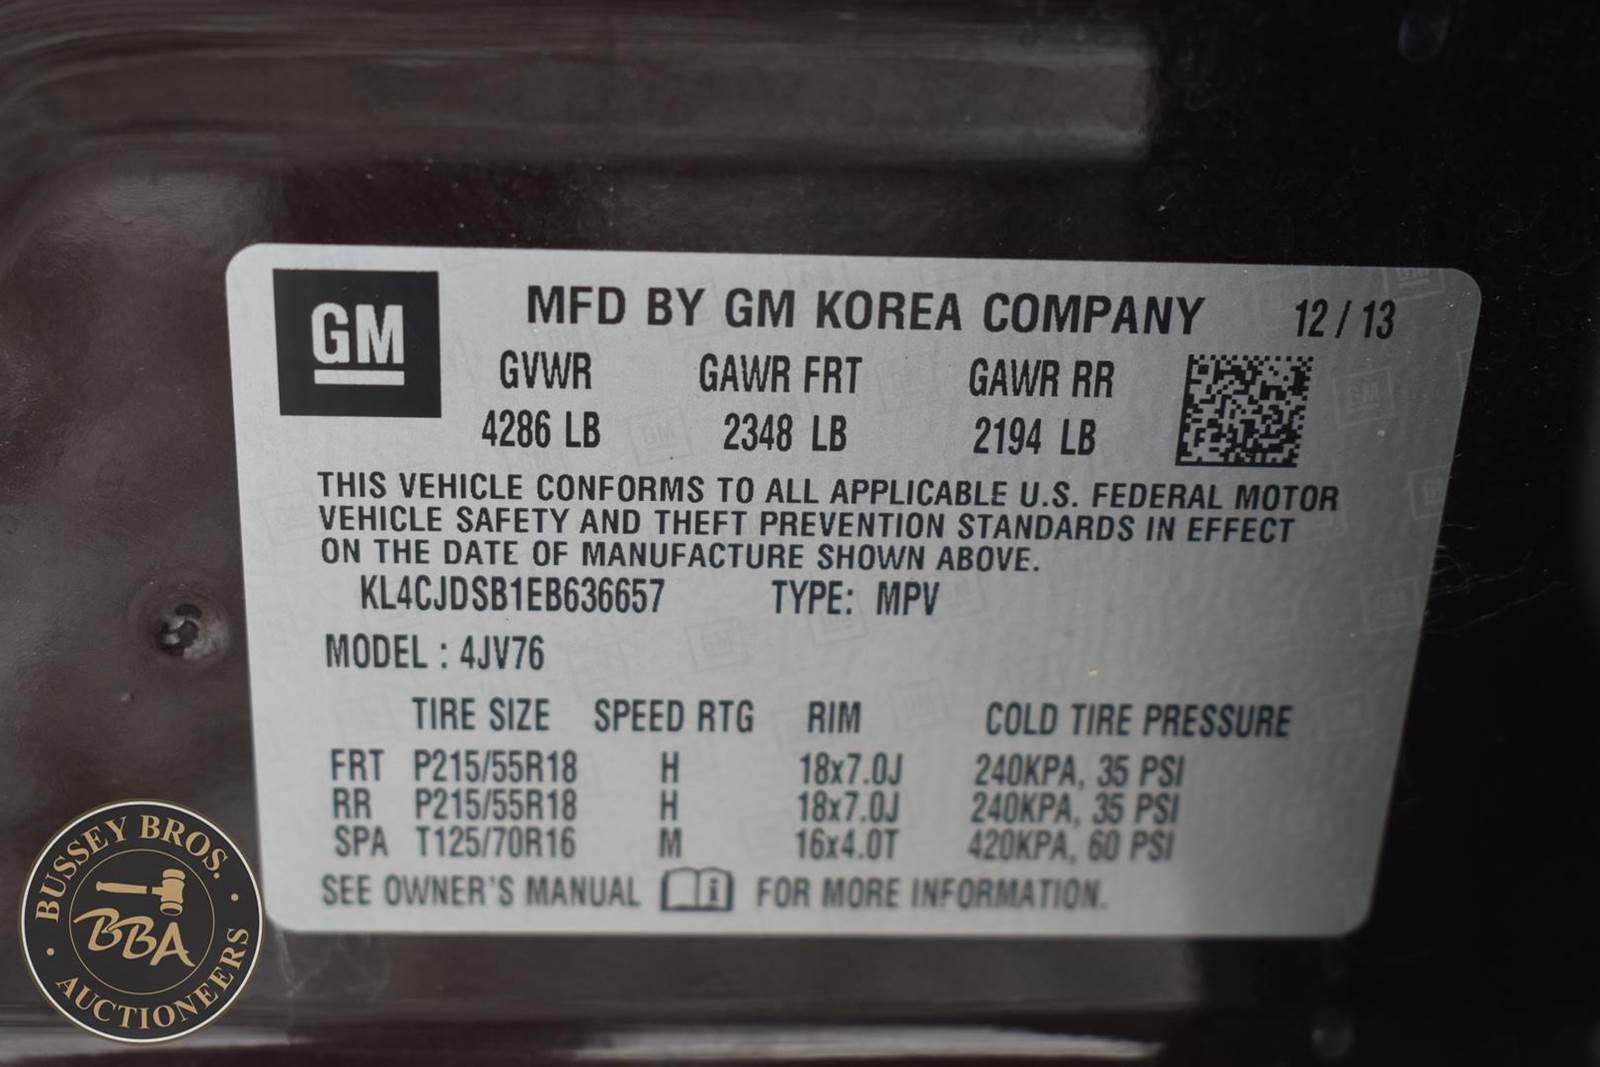 GM
MFD BY GM KOREA COMPANY 12 / 13
GVWR GAWR FRT GAWR RR
4286 LB 2348 LB 2194 LB
THIS VEHICLE CONFORMS TO ALL APPLICABLE U.S. FEDERAL MOTOR
VEHICLE SAFETY AND THEFT PREVENTION STANDARDS IN EFFECT
ON THE DATE OF MANUFACTURE SHOWN ABOVE.
KL4CJDSB1EB636657 TYPE: MPV
MODEL : 4JV76
TIRE SIZE SPEED RTG RIM COLD TIRE PRESSURE
FRT P215/55R18 H 18x7.0J 240KPA, 35 PSI
RR P215/55R18 H 18x7.0J 240KPA, 35 PSI
SPA T125/70R16 M 16x4.0T 420KPA, 60 PSI
SEE OWNER'S MANUAL i FOR MORE INFORMATION.
BUSSEY BROS.
BBA
AUCTIONEERS